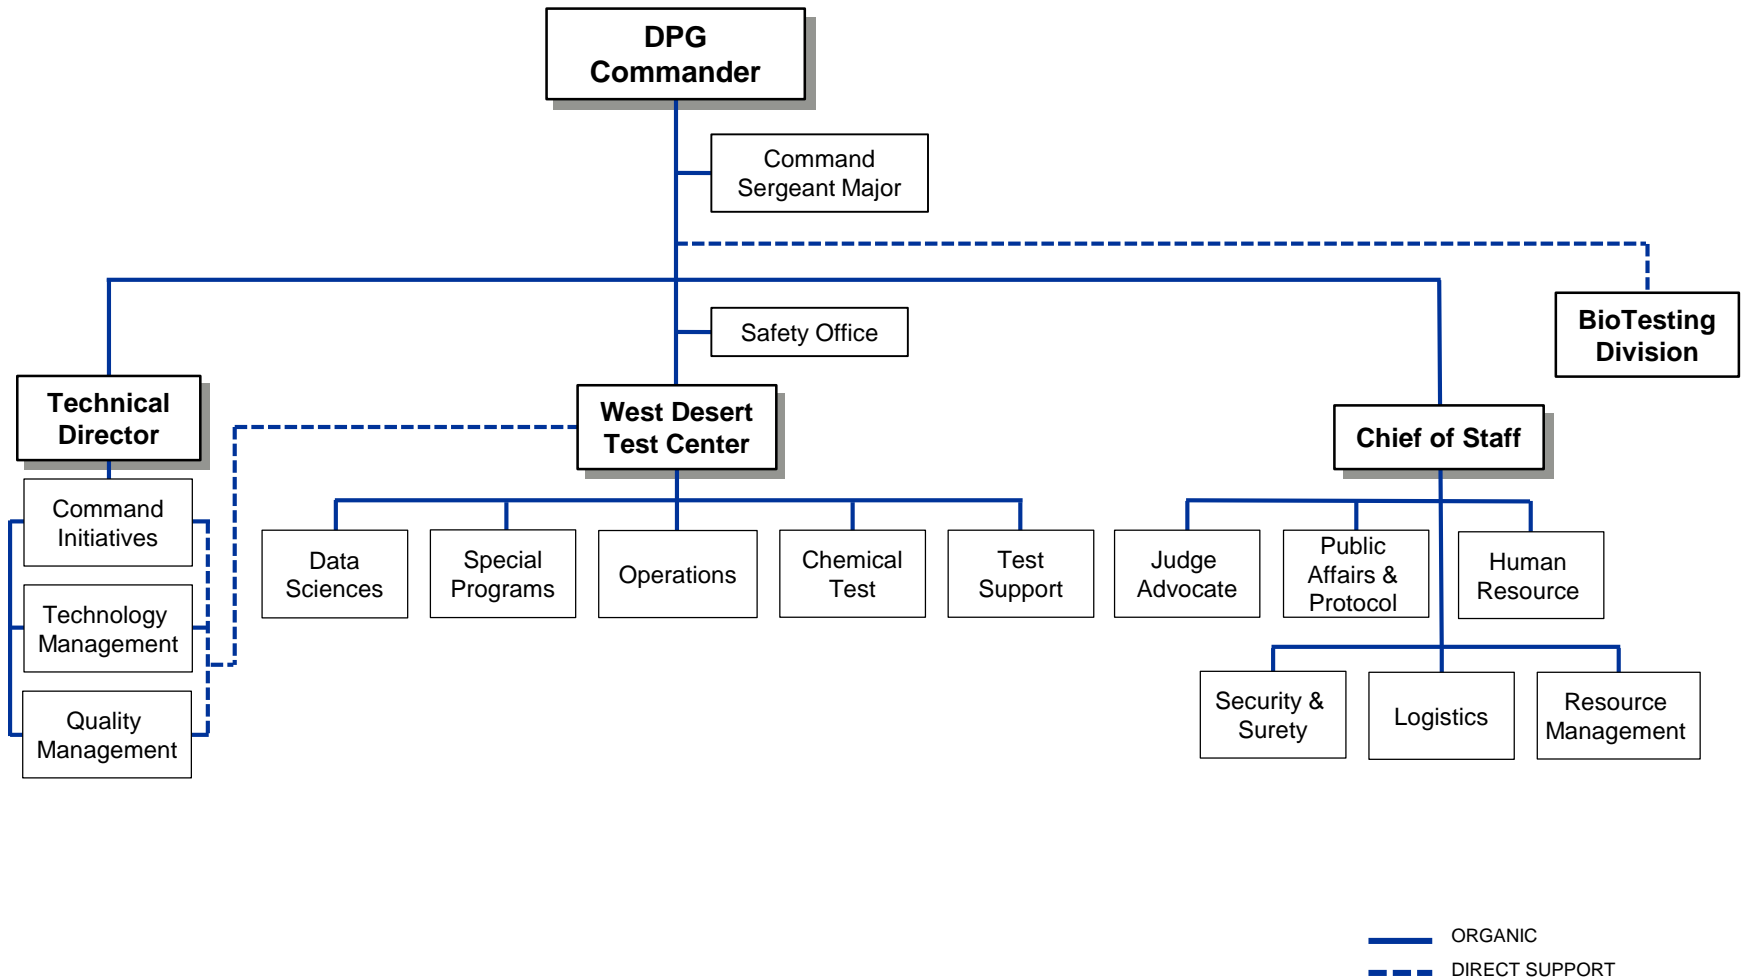 DPG
Commander
Command
Sergeant Major
Safety Office
BioTesting
Division
Technical
Director
West Desert
Test Center
Chief of Staff
Command
Initiatives
Technology
Management
Quality
Management
Data
Sciences
Special
Programs
Operations
Chemical
Test
Test
Support
Judge
Advocate
Public
Affairs &
Protocol
Human
Resource
Security &
Surety
Logistics
Resource
Management
ORGANIC
DIRECT SUPPORT